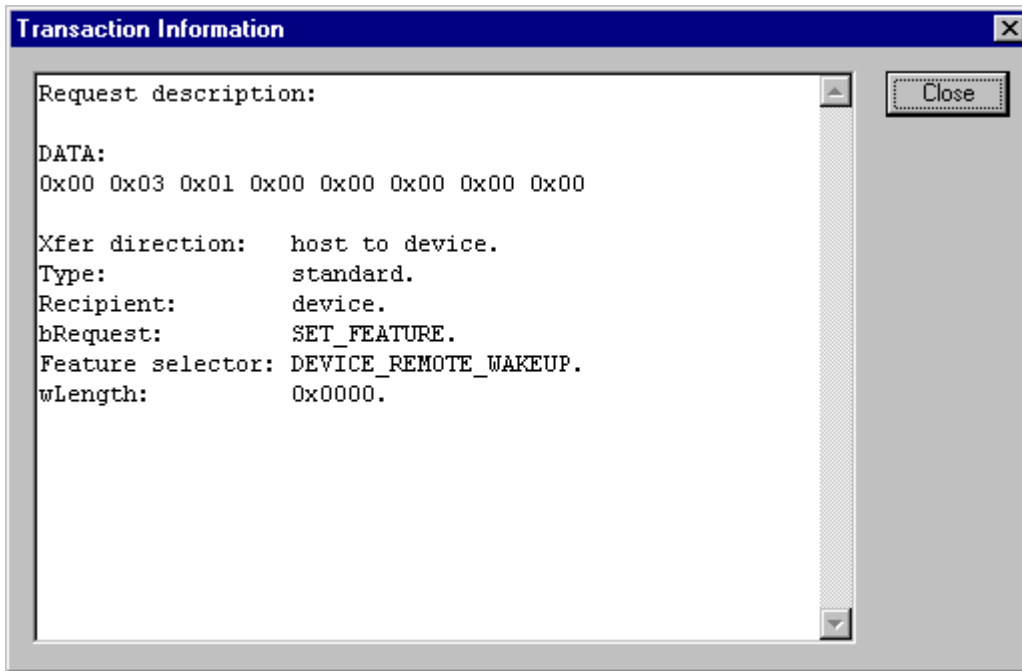 Transaction Information
Request description:
Close
DATA:
0x00 0x03 0x01 0x00 0x00 0x00 0x00 0x00
Xfer direction: host to device.
Type: standard.
Recipient: device.
bRequest: SET_FEATURE.
Feature selector: DEVICE_REMOTE_WAKEUP.
wLength: 0x0000.